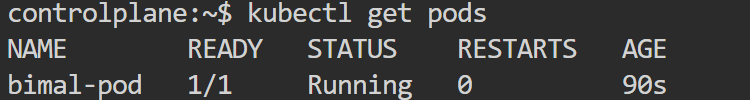 controlplane:~$ kubectl get pods
NAME        READY   STATUS    RESTARTS   AGE
bimal-pod   1/1     Running   0          90s